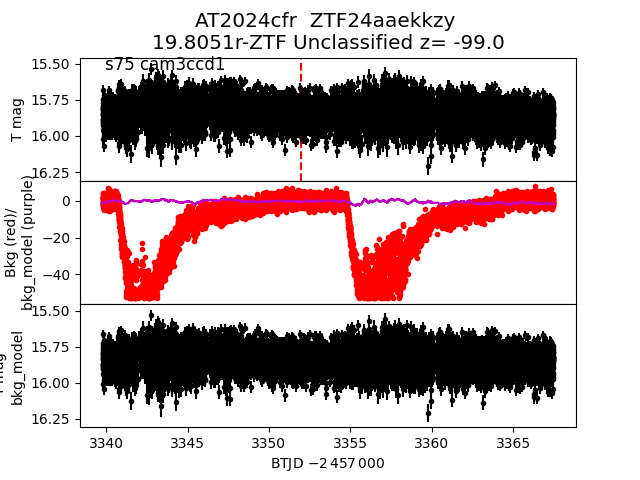 AT2024cfr  ZTF24aaekkzy
19.8051r-ZTF Unclassified z= -99.0
s75 cam3ccd1
15.50
15.75
16.00
16.25
T mag
0
−20
−40
Bkg (red)/
bkg_model (purple)
15.50
15.75
16.00
16.25
mag
bkg_model
3340
3345
3350
3355
3360
3365
BTJD −2 457 000